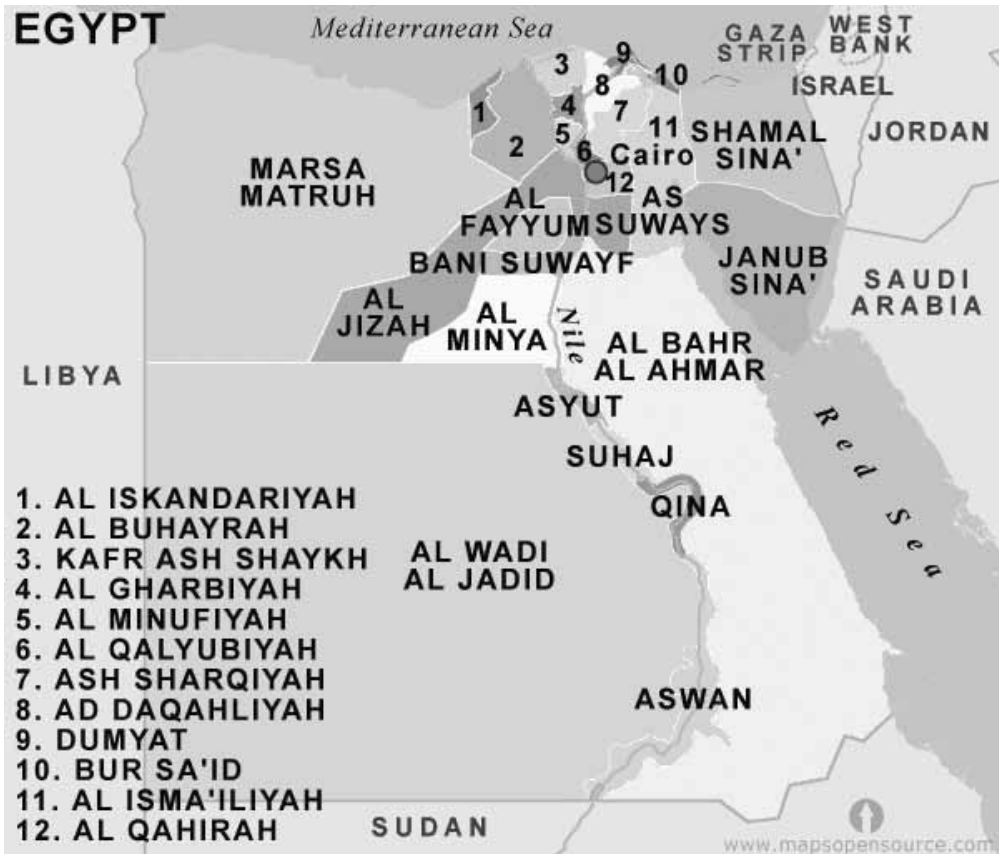 EGYPT
Mediterranean Sea
GAZA
STRIP
WEST
BANK
ISRAEL
JORDAN
9
3
8
10
1
4
7
2
5
11
6
Cairo
12
SHAMAL
SINA'
MARSA
MATRUH
AL
FAYYUM
AS
SUWAYS
BANI SUWAYF
JANUB
SINA'
SAUDI
ARABIA
AL
JIZAH
AL
MINYA
Nile
AL BAHR
AL AHMAR
LIBYA
ASYUT
SUHAJ
QINA
Red Sea
AL WADI
AL JADID
ASWAN
1. AL ISKANDARIYAH
2. AL BUHAYRAH
3. KAFR ASH SHAYKH
4. AL GHARBIYAH
5. AL MINUFIYAH
6. AL QALYUBIYAH
7. ASH SHARQIYAH
8. AD DAQAHLIYAH
9. DUMYAT
10. BUR SA'ID
11. AL ISMA'ILIYAH
12. AL QAHIRAH
SUDAN
www.mapsopensource.com